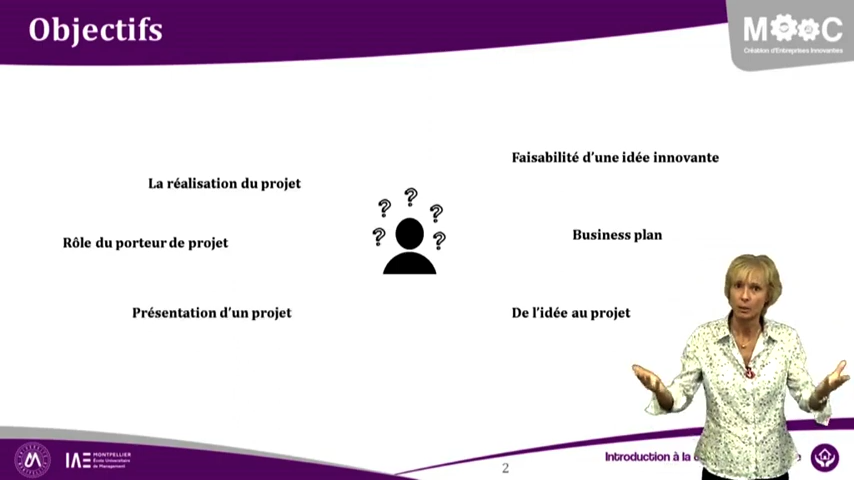 Objectifs
MOOC
Création d'Entreprises Innovantes
Faisabilité d'une idée innovante
La réalisation du projet
? ? ? ? ?
Business plan
Rôle du porteur de projet
Présentation d'un projet
De l'idée au projet
IAE MONTPELLIER
École Universitaire
de Management
2
Introduction à la